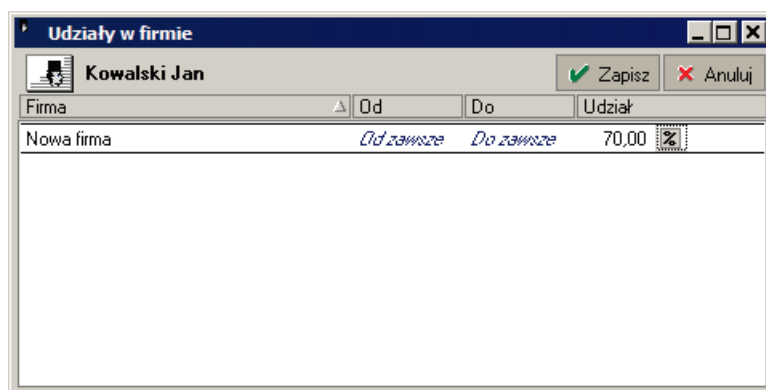 Udziały w firmie
Kowalski Jan Zapisz Anuluj
Firma Od Do Udział
Nowa firma Od zawsze Do zawsze 70,00 %